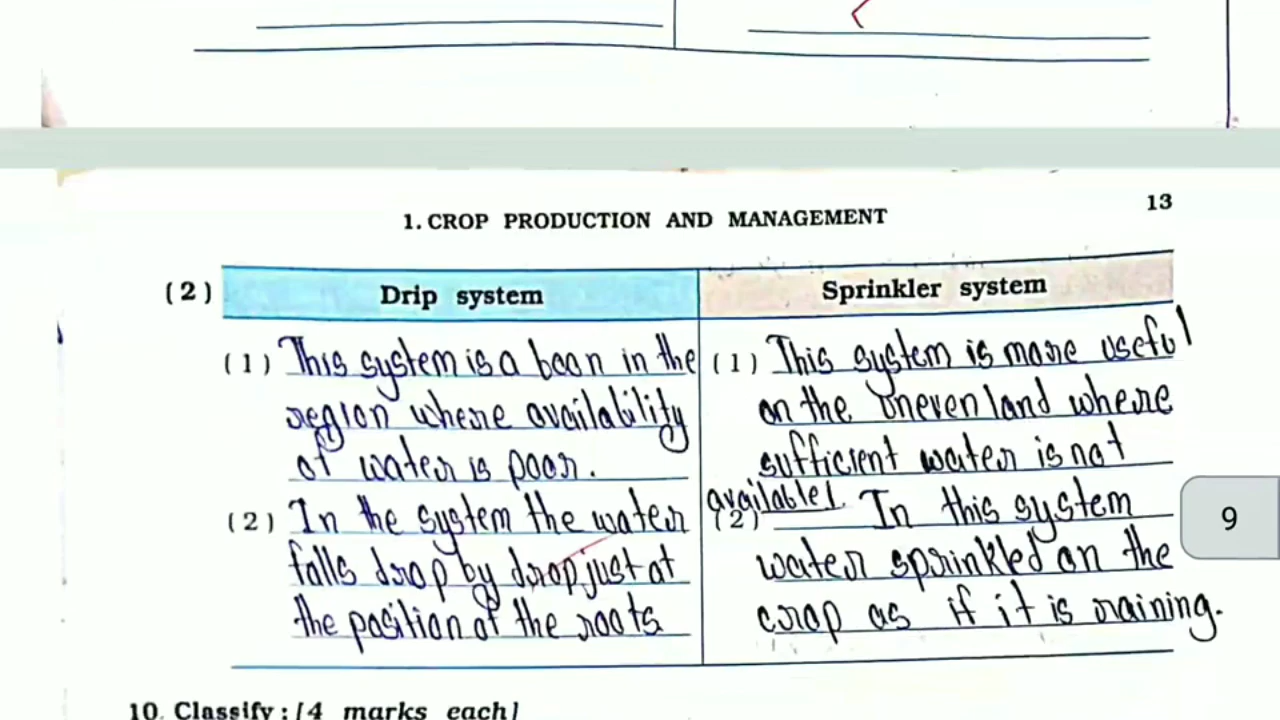 1. CROP PRODUCTION AND MANAGEMENT
13
(2)
Drip system
(1) This system is a boon in the
region where availability
of water is poor.
(2) In the system the water
falls drop by drop just at
the position of the roots
Sprinkler system
(1) This system is more useful
on the uneven land where
sufficient water is not
available.
(2) In this system
water sprinkled on the
crop as if it is raining.
9
10. Classify : [4 marks each]